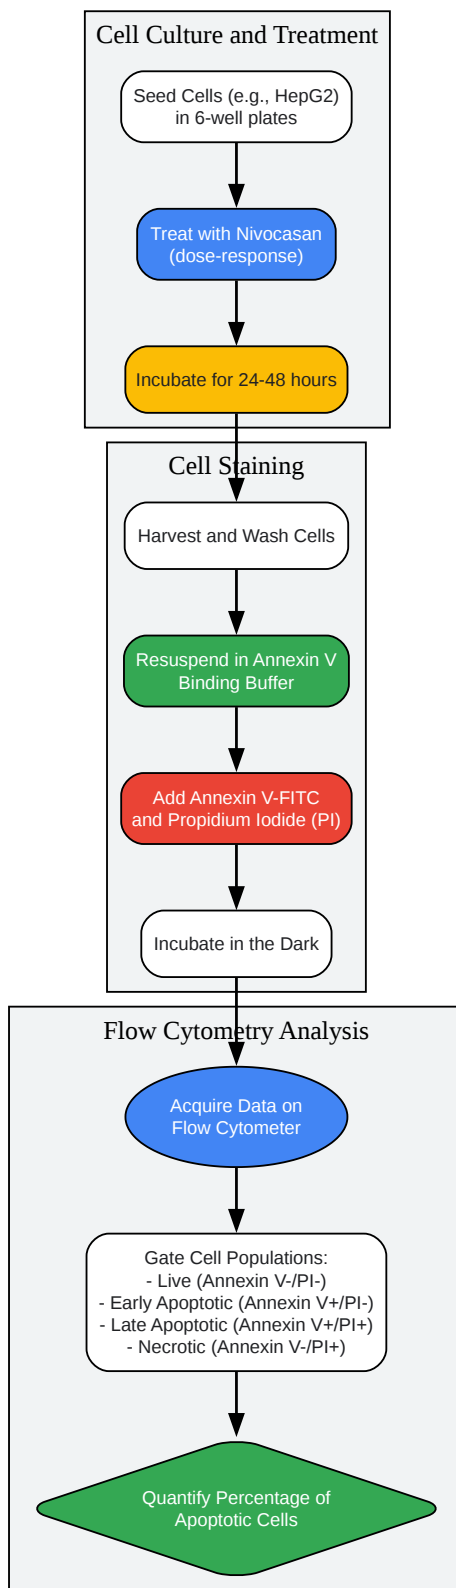 Cell Culture and Treatment
Seed Cells (e.g., HepG2)
in 6-well plates
Treat with Nivocasan
(dose-response)
Incubate for 24-48 hours
Cell Staining
Harvest and Wash Cells
Resuspend in Annexin V
Binding Buffer
Add Annexin V-FITC
and Propidium Iodide (PI)
Incubate in the Dark
Flow Cytometry Analysis
Acquire Data on
Flow Cytometer
Gate Cell Populations:
- Live (Annexin V-/PI-)
- Early Apoptotic (Annexin V+/PI-)
- Late Apoptotic (Annexin V+/PI+)
- Necrotic (Annexin V-/PI+)
Quantify Percentage of
Apoptotic Cells